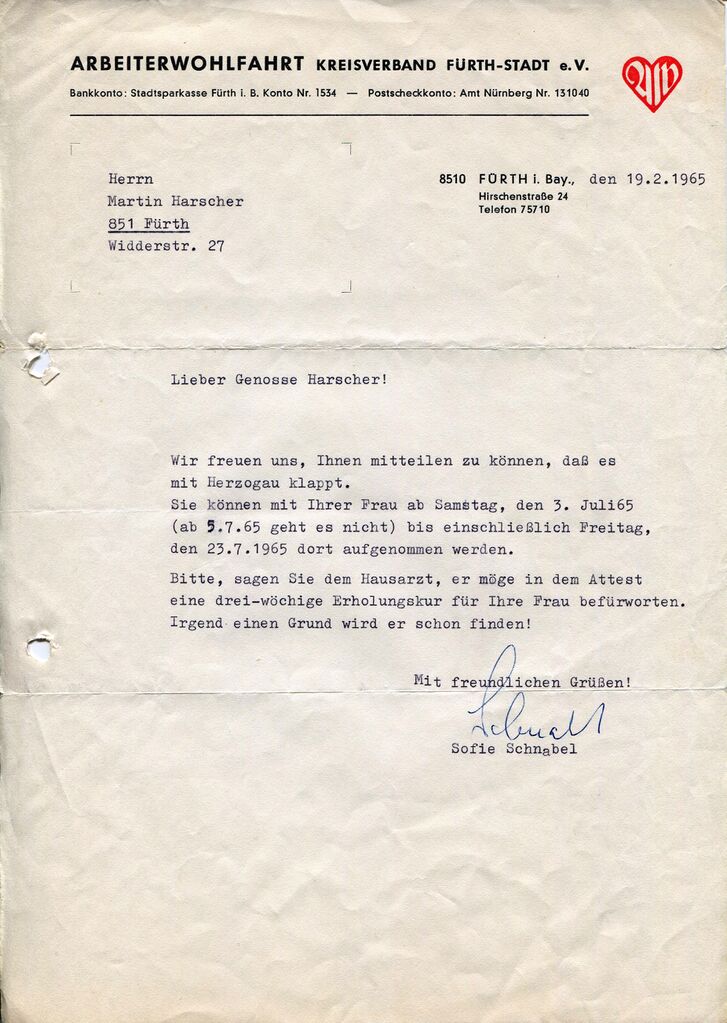 ARBEITERWOHLFAHRT KREISVERBAND FÜRTH-STADT e.V.
Bankkonto: Stadtsparkasse Fürth i. B. Konto Nr. 1534 — Postscheckkonto: Amt Nürnberg Nr. 131040
AW
Herrn
Martin Harscher
851 Fürth
Widderstr. 27
8510 FÜRTH i. Bay., den 19.2.1965
Hirschenstraße 24
Telefon 75710
Lieber Genosse Harscher!
Wir freuen uns, Ihnen mitteilen zu können, daß es
mit Herzogau klappt.
Sie können mit Ihrer Frau ab Samstag, den 3. Juli65
(ab 5.7.65 geht es nicht) bis einschließlich Freitag,
den 23.7.1965 dort aufgenommen werden.
Bitte, sagen Sie dem Hausarzt, er möge in dem Attest
eine drei-wöchige Erholungskur für Ihre Frau befürworten.
Irgend einen Grund wird er schon finden!
Mit freundlichen Grüßen!
Schnabel
Sofie Schnabel